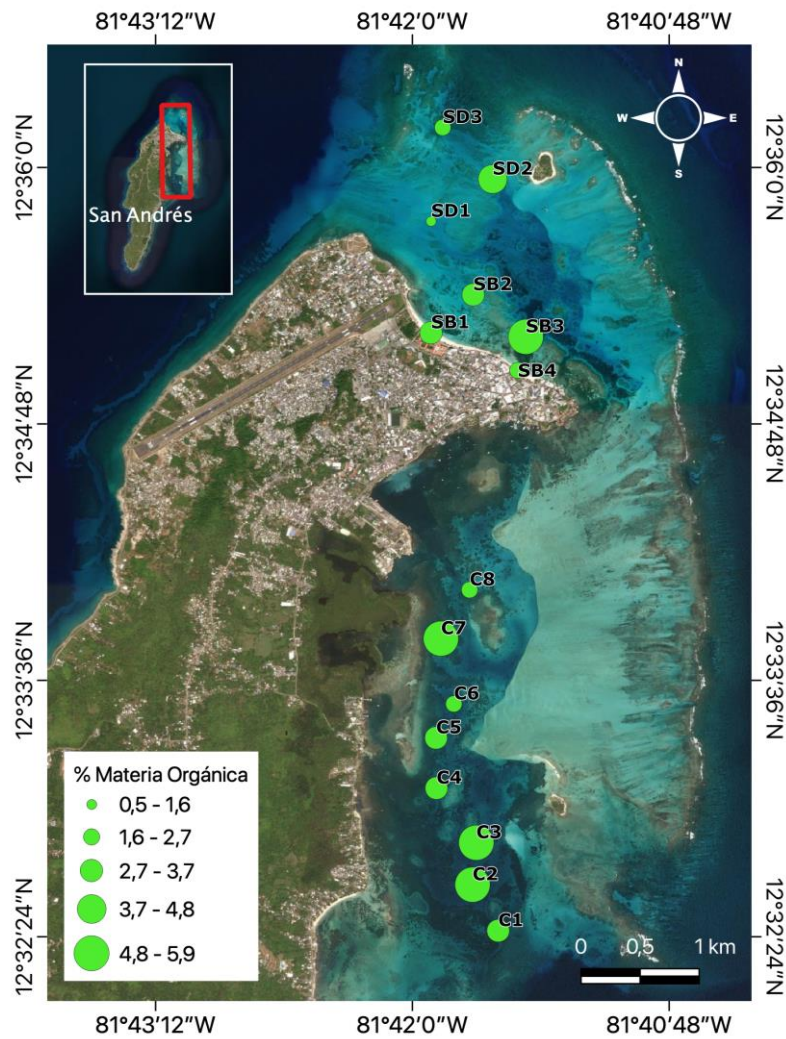 81°43'12"W 81°42'0"W 81°40'48"W
N
W E
S
San Andrés
12°36'0"N 12°36'0"N
12°34'48"N 12°34'48"N
12°33'36"N 12°33'36"N
12°32'24"N 12°32'24"N
SD3
SD2
SD1
SB2
SB1
SB3
SB4
C8
C7
C6
C5
C4
C3
C2
C1
% Materia Orgánica
0,5 - 1,6
1,6 - 2,7
2,7 - 3,7
3,7 - 4,8
4,8 - 5,9
0 0,5 1 km
81°43'12"W 81°42'0"W 81°40'48"W